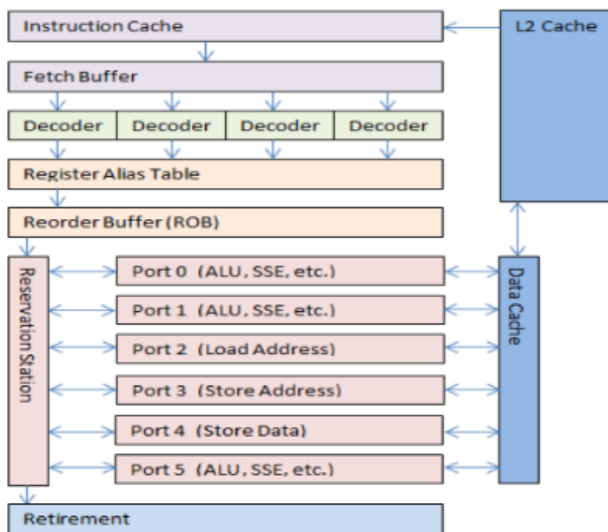 Instruction Cache
L2 Cache
Fetch Buffer
Decoder Decoder Decoder Decoder
Register Alias Table
Reorder Buffer (ROB)
Reservation Station
Port 0 (ALU, SSE, etc.)
Port 1 (ALU, SSE, etc.)
Port 2 (Load Address)
Port 3 (Store Address)
Port 4 (Store Data)
Port 5 (ALU, SSE, etc.)
Data Cache
Retirement